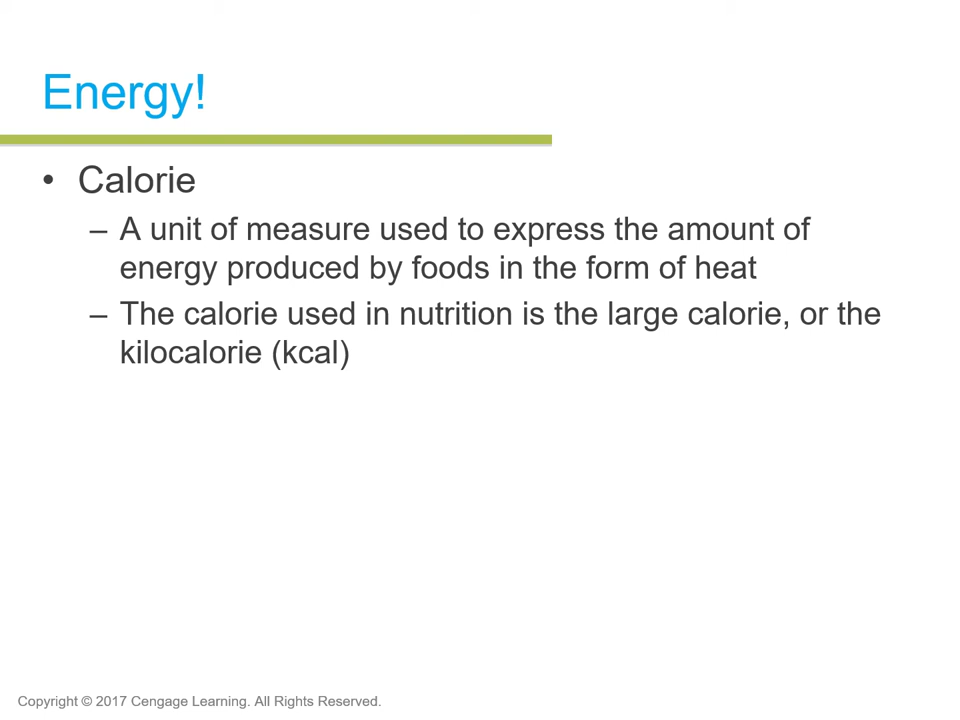 Energy!
• Calorie
– A unit of measure used to express the amount of
energy produced by foods in the form of heat
– The calorie used in nutrition is the large calorie, or the
kilocalorie (kcal)
Copyright © 2017 Cengage Learning. All Rights Reserved.